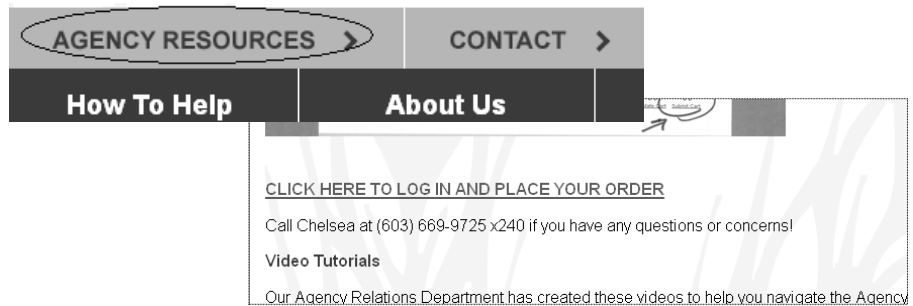 AGENCY RESOURCES > CONTACT >
How To Help About Us
Submit Cart
CLICK HERE TO LOG IN AND PLACE YOUR ORDER
Call Chelsea at (603) 669-9725 x240 if you have any questions or concerns!
Video Tutorials
Our Agency Relations Department has created these videos to help you navigate the Agency